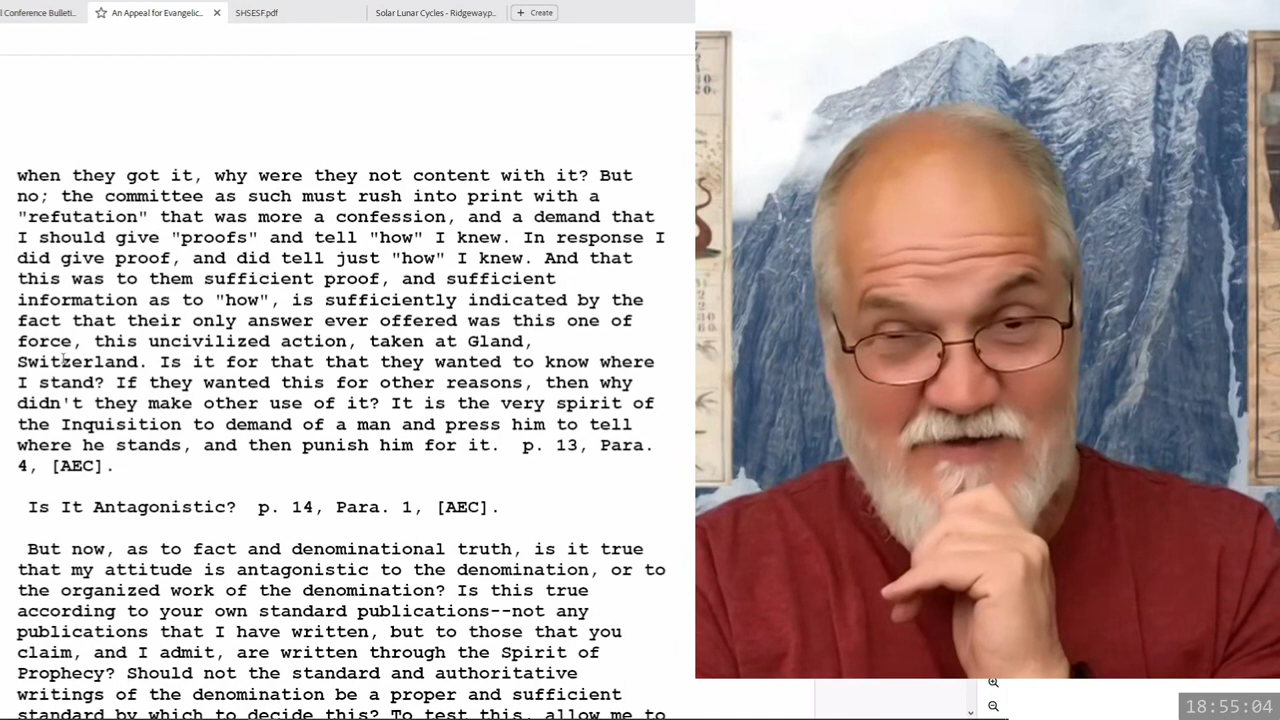 l Conference Bulleti..
An Appeal for Evangelic..
SHSESF.pdf
Solar Lunar Cycles - Ridgewayp..
+ Create
when they got it, why were they not content with it? But
no; the committee as such must rush into print with a
"refutation" that was more a confession, and a demand that
I should give "proofs" and tell "how" I knew. In response I
did give proof, and did tell just "how" I knew. And that
this was to them sufficient proof, and sufficient
information as to "how", is sufficiently indicated by the
fact that their only answer ever offered was this one of
force, this uncivilized action, taken at Gland,
Switzerland. Is it for that that they wanted to know where
I stand? If they wanted this for other reasons, then why
didn't they make other use of it? It is the very spirit of
the Inquisition to demand of a man and press him to tell
where he stands, and then punish him for it.  p. 13, Para.
4, [AEC].
Is It Antagonistic?  p. 14, Para. 1, [AEC].
But now, as to fact and denominational truth, is it true
that my attitude is antagonistic to the denomination, or to
the organized work of the denomination? Is this true
according to your own standard publications--not any
publications that I have written, but to those that you
claim, and I admit, are written through the Spirit of
Prophecy? Should not the standard and authoritative
writings of the denomination be a proper and sufficient
standard by which to decide this? To test this, allow me to
18:55:04